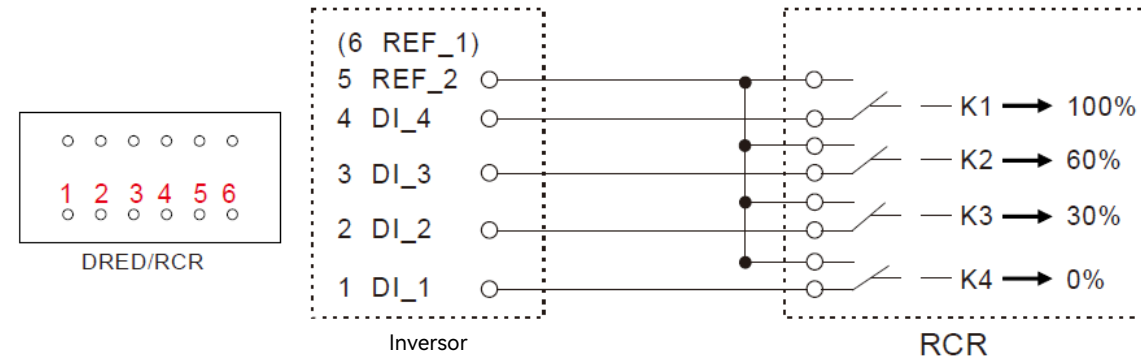 (6 REF_1)
5 REF_2
4 DI_4
K1 100%
K2 60%
3 DI_3
1 2 3 4 5 6
K3 30%
2 DI_2
DRED/RCR
K4 0%
1 DI_1
Inversor
RCR